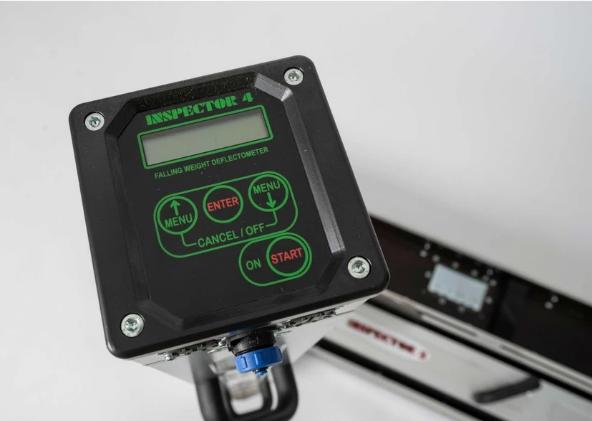 INSPECTOR 4
FALLING WEIGHT DEFLECTOMETER
MENU ENTER MENU
CANCEL / OFF
ON START